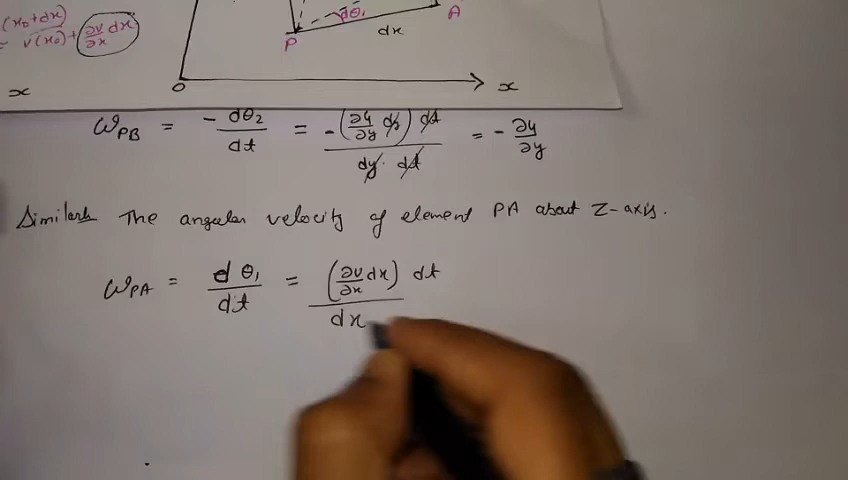 (x₀+dx)
= v(x₀) + ∂v/∂x dx
x
dθ₁
P
A
dx
O
x
ω_PB = - dθ₂/dt = -(∂u/∂y dy) dt / dy · dt = - ∂u/∂y
Similarly The angular velocity of element PA about Z-axis.
ω_PA = dθ₁/dt = (∂v/∂x dx) dt / dx